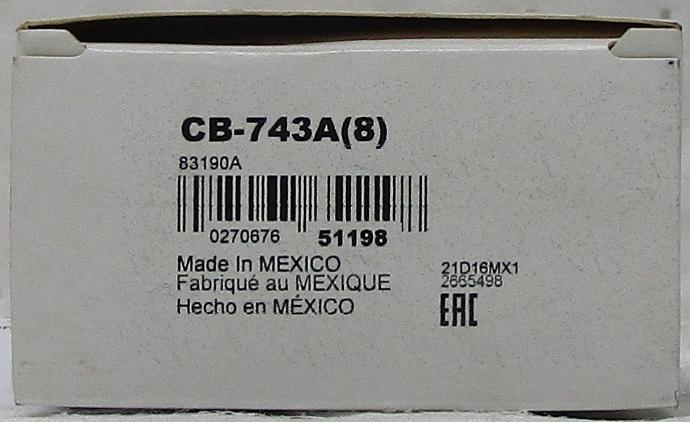 CB-743A(8)
83190A
0270676 51198
Made In MEXICO
Fabriqué au MEXIQUE
Hecho en MÉXICO
21D16MX1
2665498
EAC